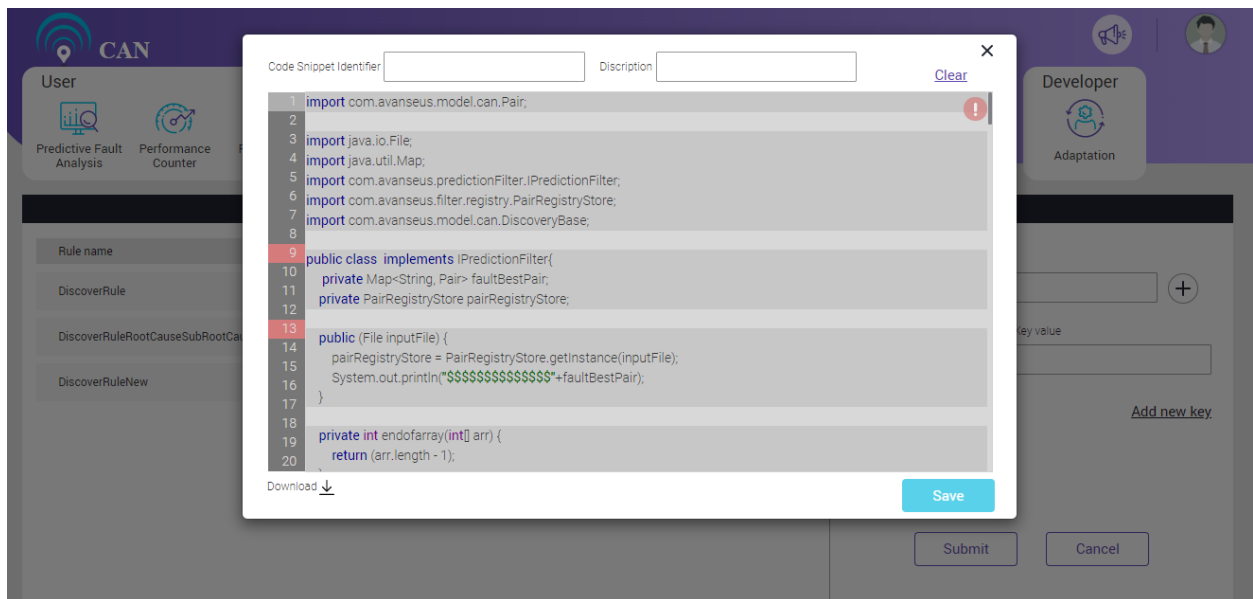 CAN
User
Predictive Fault Analysis
Performance Counter
Developer
Adaptation
Code Snippet Identifier
Discription
Clear
1 import com.avanseus.model.can.Pair;
2
3 import java.io.File;
4 import java.util.Map;
5 import com.avanseus.predictionFilter.IPredictionFilter;
6 import com.avanseus.filter.registry.PairRegistryStore;
7 import com.avanseus.model.can.DiscoveryBase;
8
9 public class  implements IPredictionFilter{
10 private Map<String, Pair> faultBestPair;
11 private PairRegistryStore pairRegistryStore;
12
13 public (File inputFile) {
14 pairRegistryStore = PairRegistryStore.getInstance(inputFile);
15 System.out.println("$$$$$$$$$$$$$$"+faultBestPair);
16 }
17
18
19 private int endofarray(int[] arr) {
20 return (arr.length - 1);
Download
Save
Rule name
DiscoverRule
DiscoverRuleRootCauseSubRootCau
DiscoverRuleNew
Key value
Add new key
Submit
Cancel